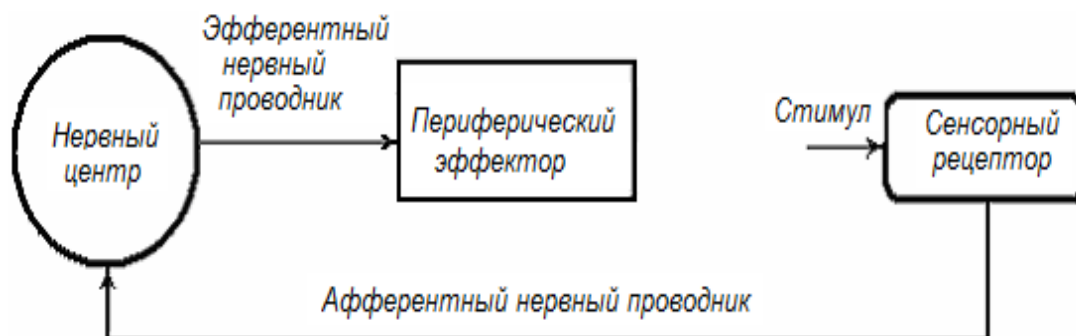 Эфферентный
нервный
проводник
Нервный
центр
Периферический
эффектор
Стимул
Сенсорный
рецептор
Афферентный нервный проводник